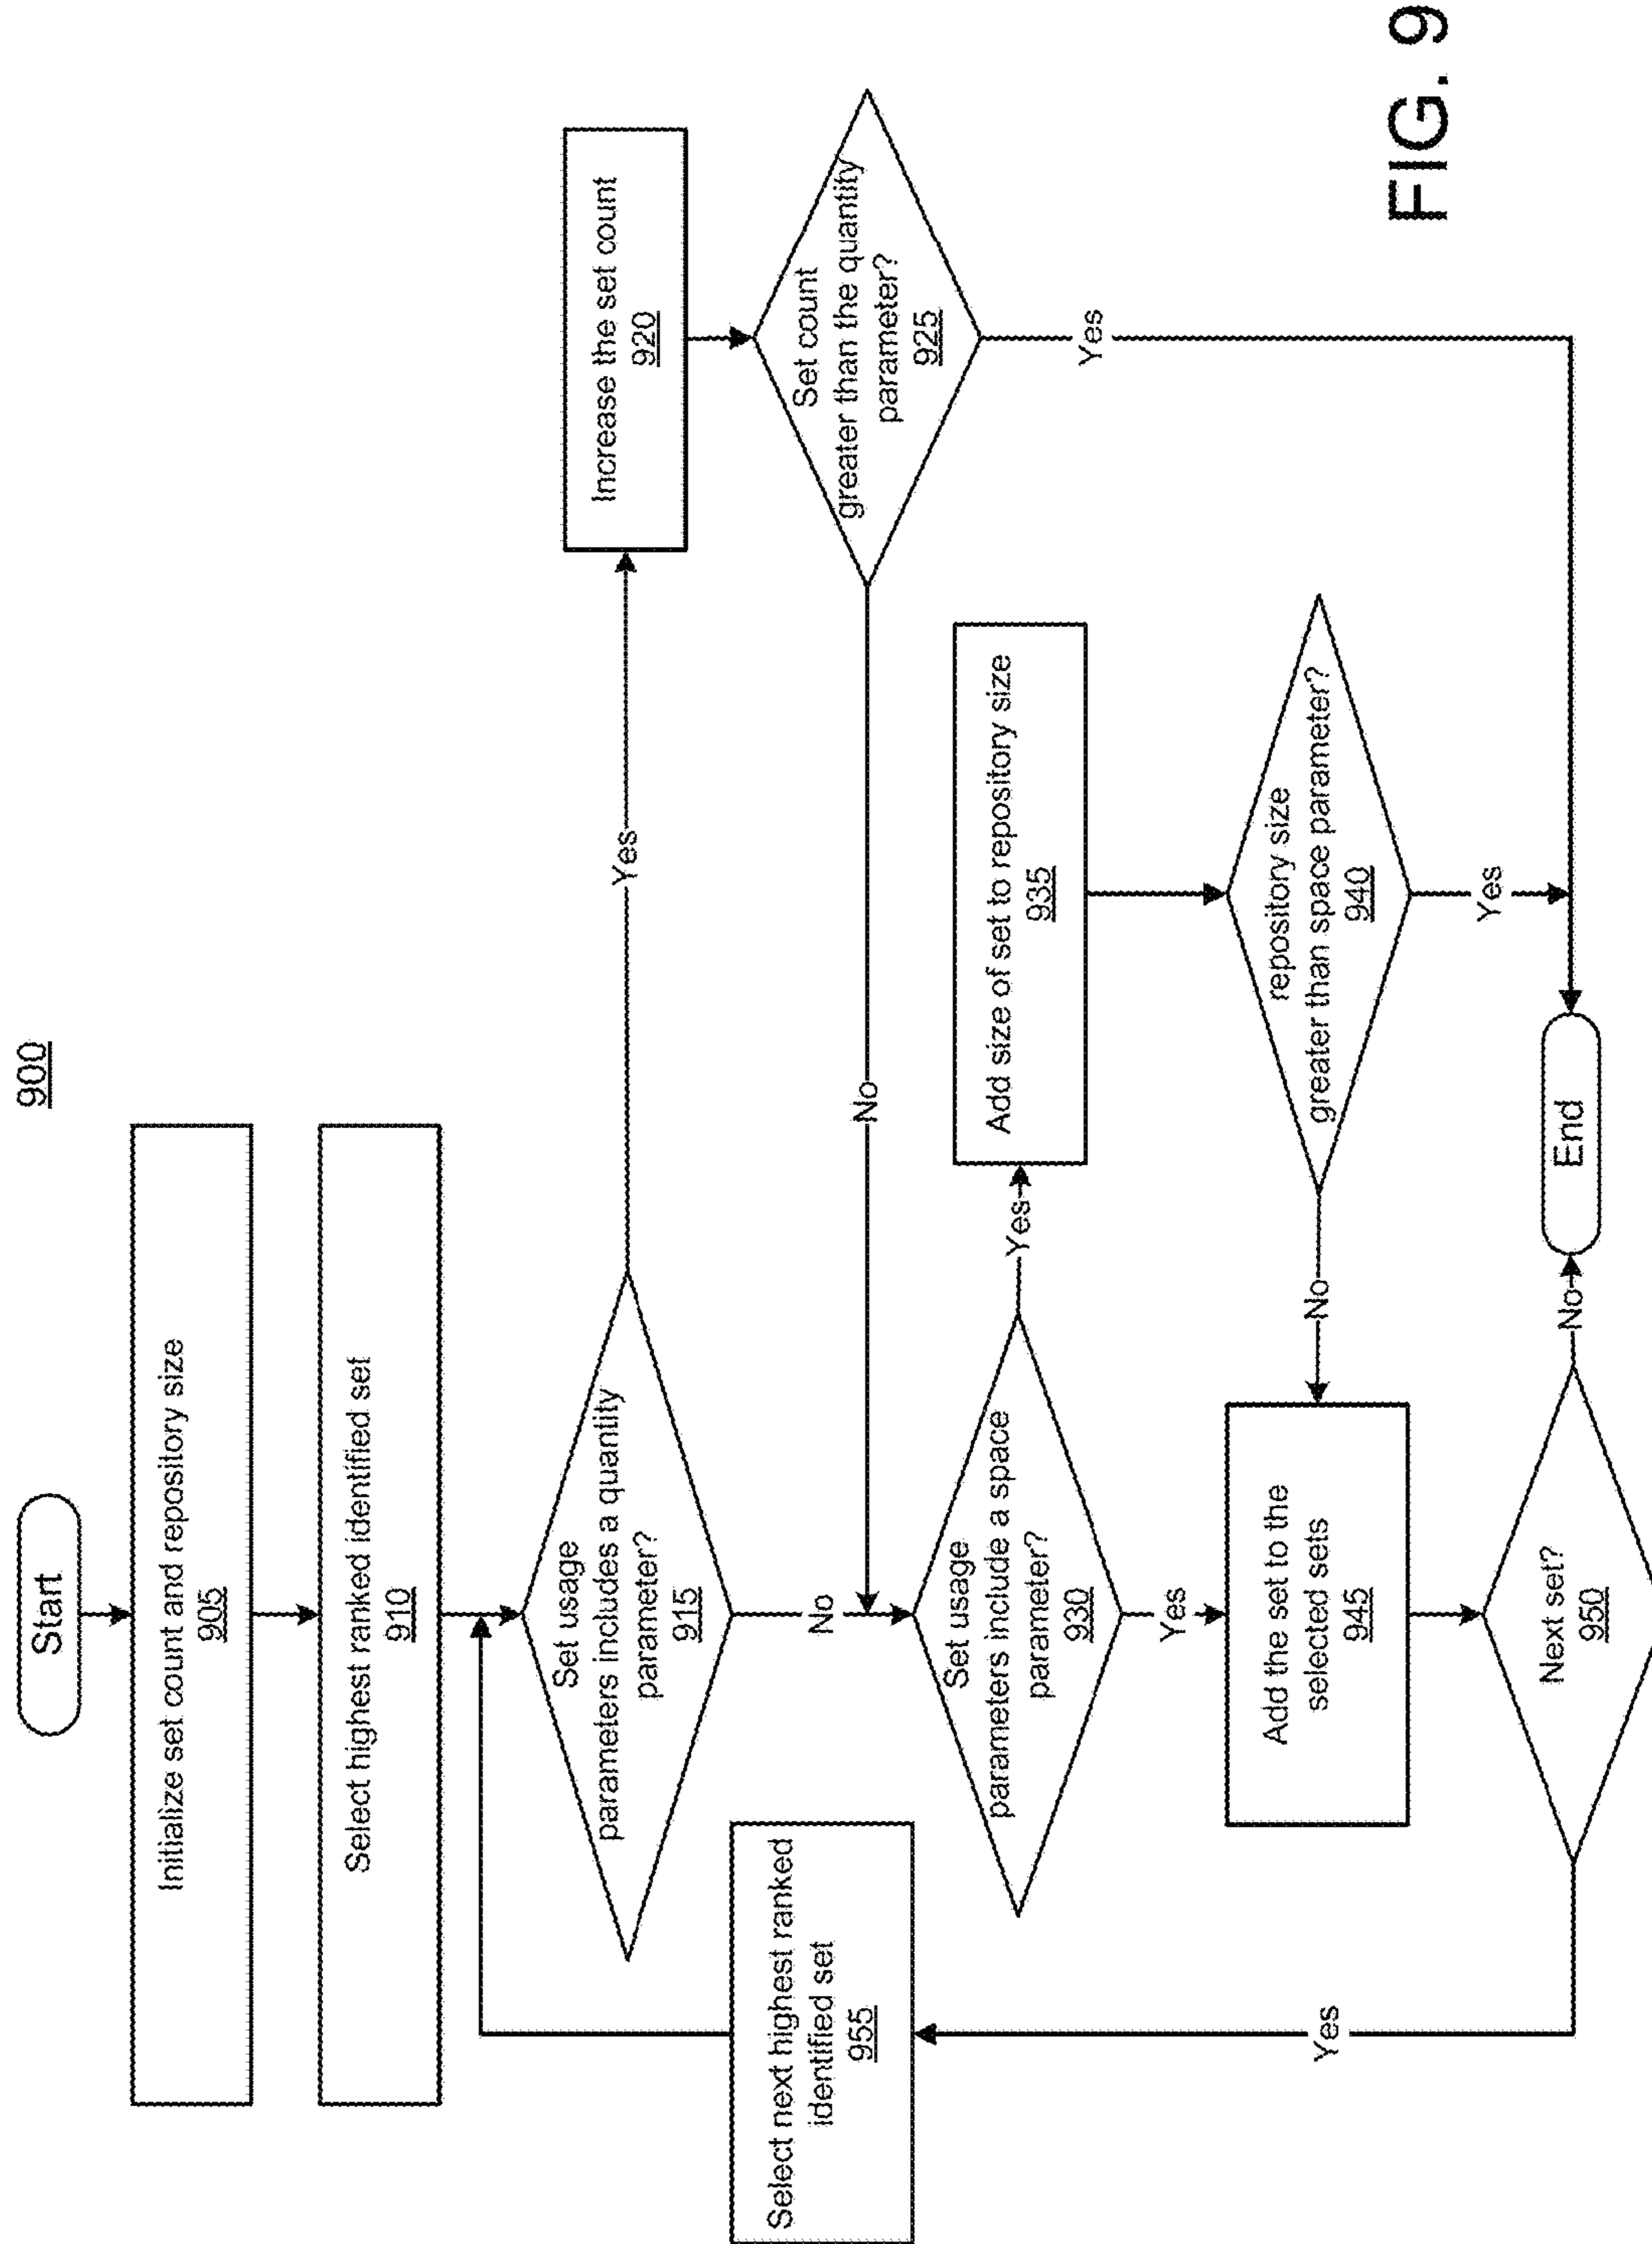 900
Start
Initialize set count and repository size
905
Select highest ranked identified set
910
Set usage
parameters includes a quantity
parameter?
915
Yes
Increase the set count
920
Set count
greater than the quantity
parameter?
925
No
No
Yes
Select next highest ranked
identified set
955
Set usage
parameters include a space
parameter?
930
Yes
Add size of set to repository size
935
Yes
repository size
greater than space parameter?
940
No
Yes
Add the set to the
selected sets
945
Next set?
950
Yes
No
End
FIG. 9